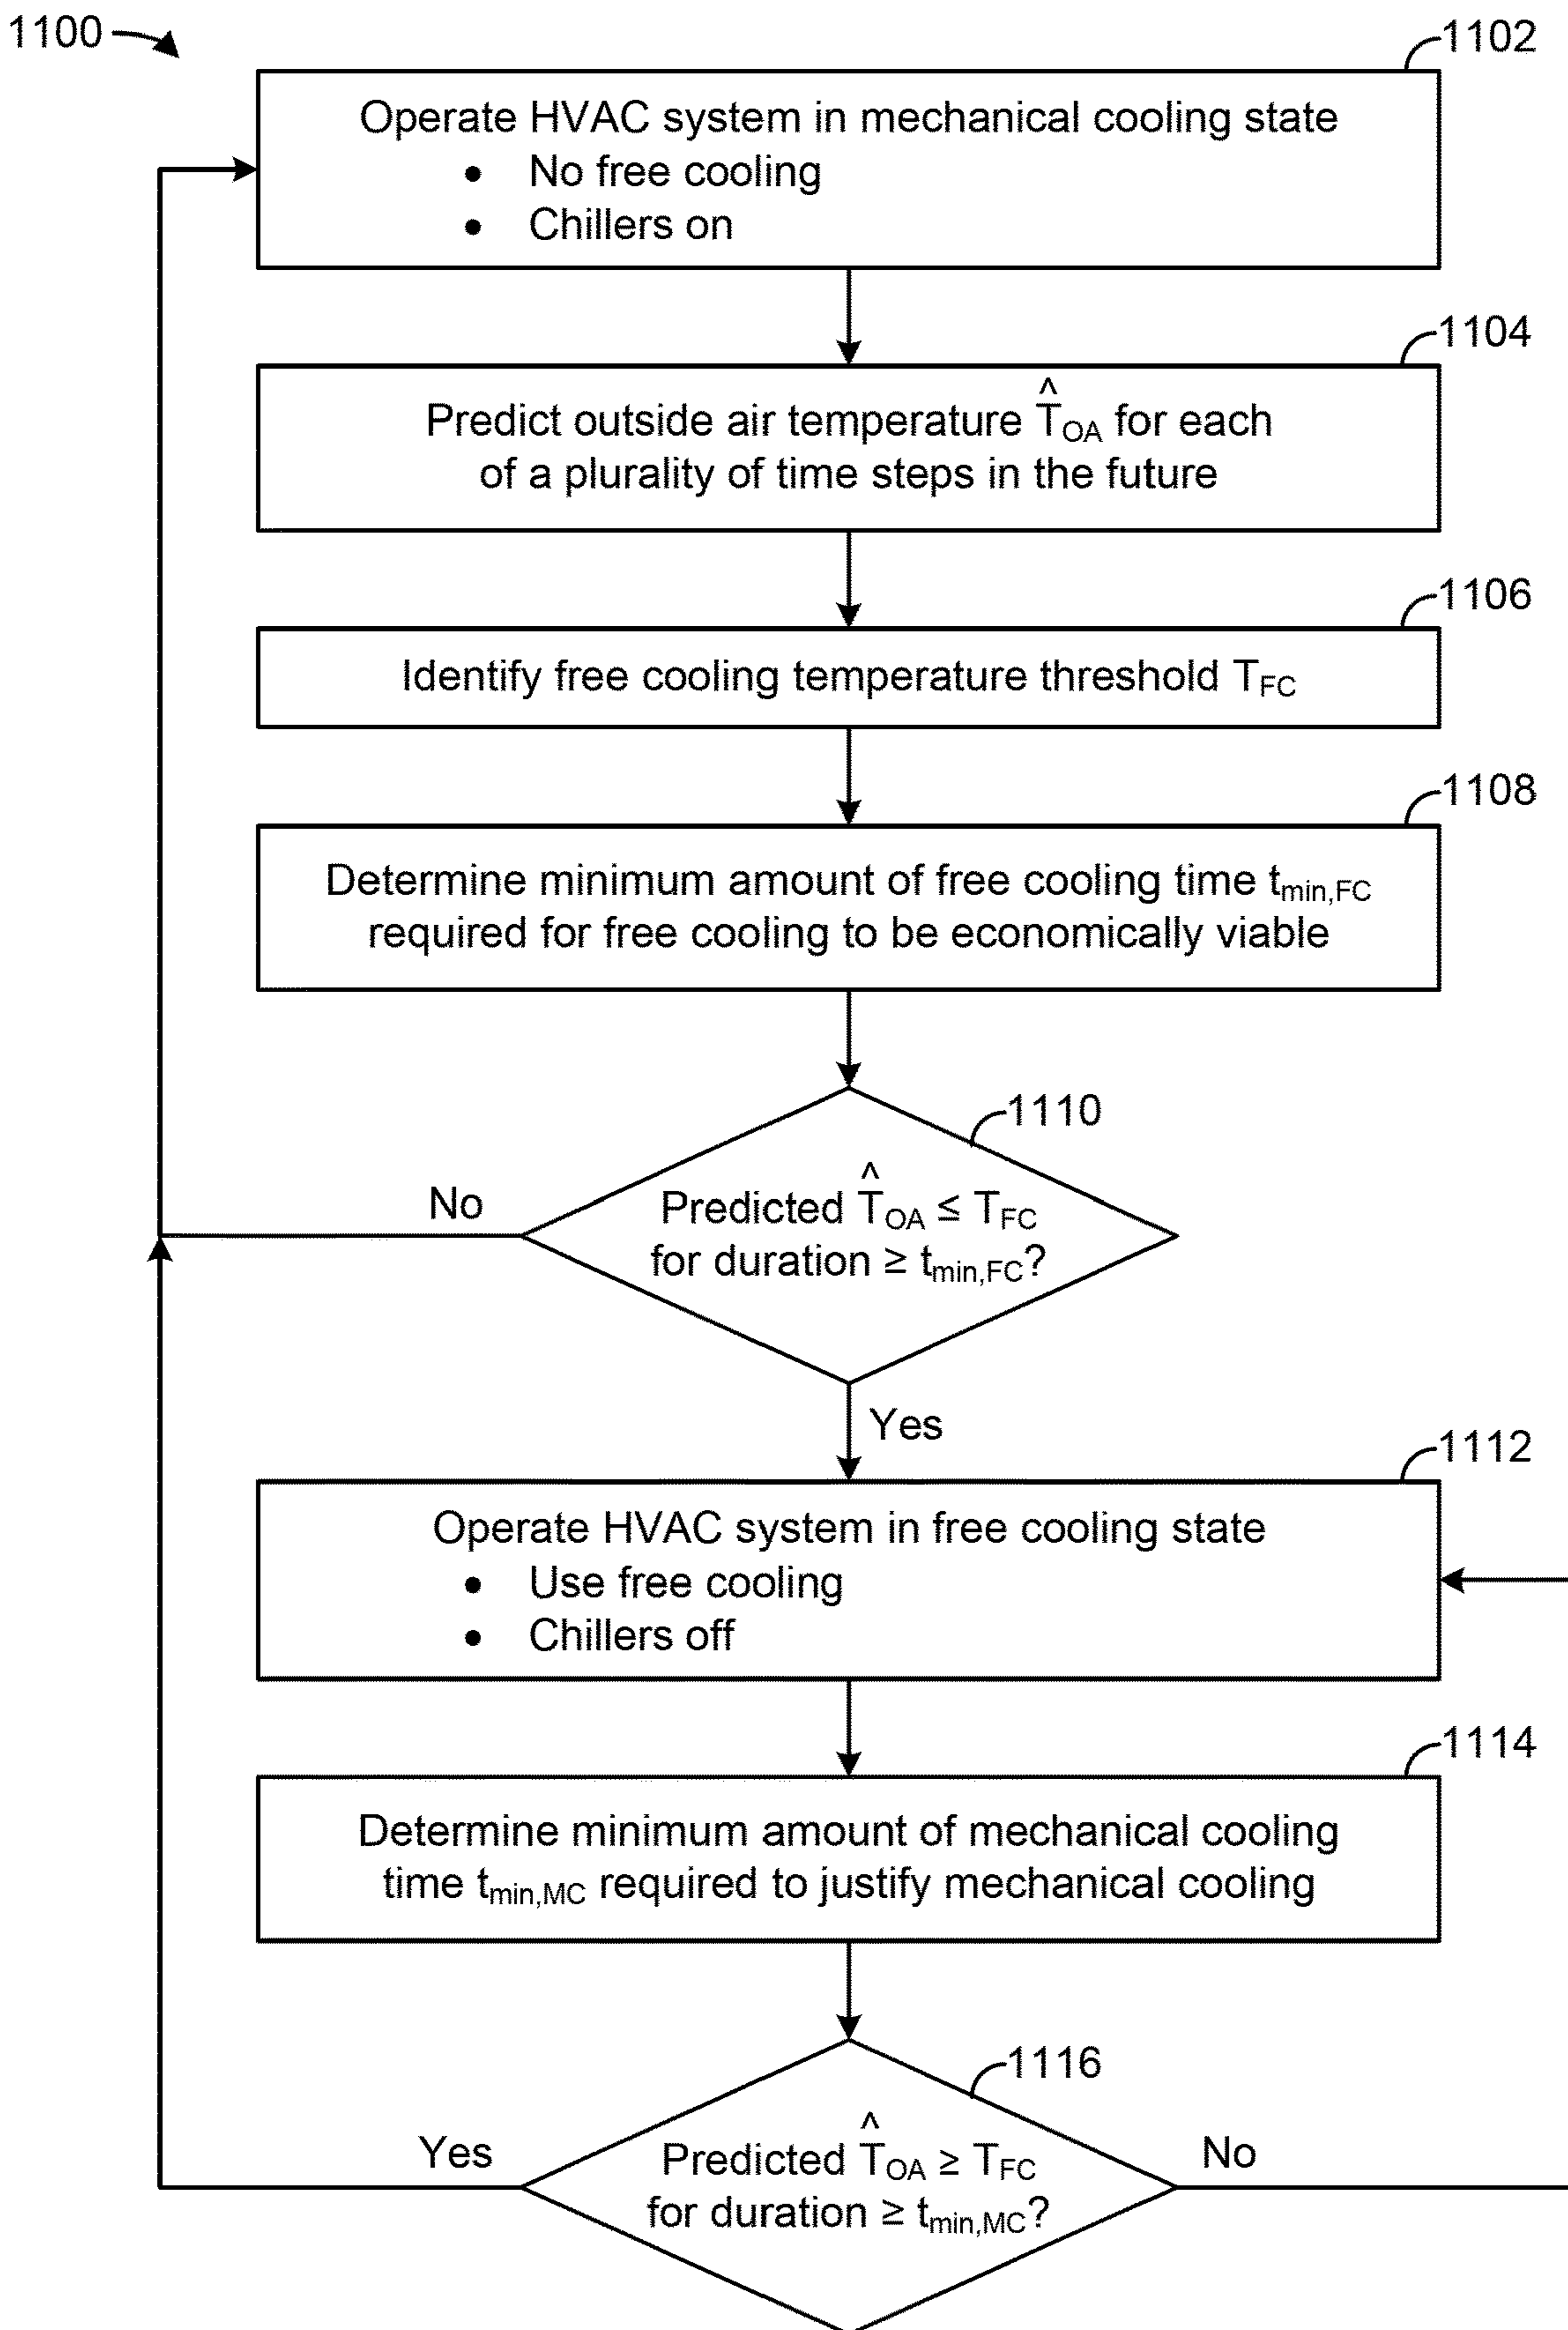 1100
1102
Operate HVAC system in mechanical cooling state
• No free cooling
• Chillers on
1104
Predict outside air temperature T̂OA for each
of a plurality of time steps in the future
1106
Identify free cooling temperature threshold TFC
1108
Determine minimum amount of free cooling time tmin,FC
required for free cooling to be economically viable
1110
Predicted T̂OA ≤ TFC
for duration ≥ tmin,FC?
No
Yes
1112
Operate HVAC system in free cooling state
• Use free cooling
• Chillers off
1114
Determine minimum amount of mechanical cooling
time tmin,MC required to justify mechanical cooling
1116
Predicted T̂OA ≥ TFC
for duration ≥ tmin,MC?
Yes
No